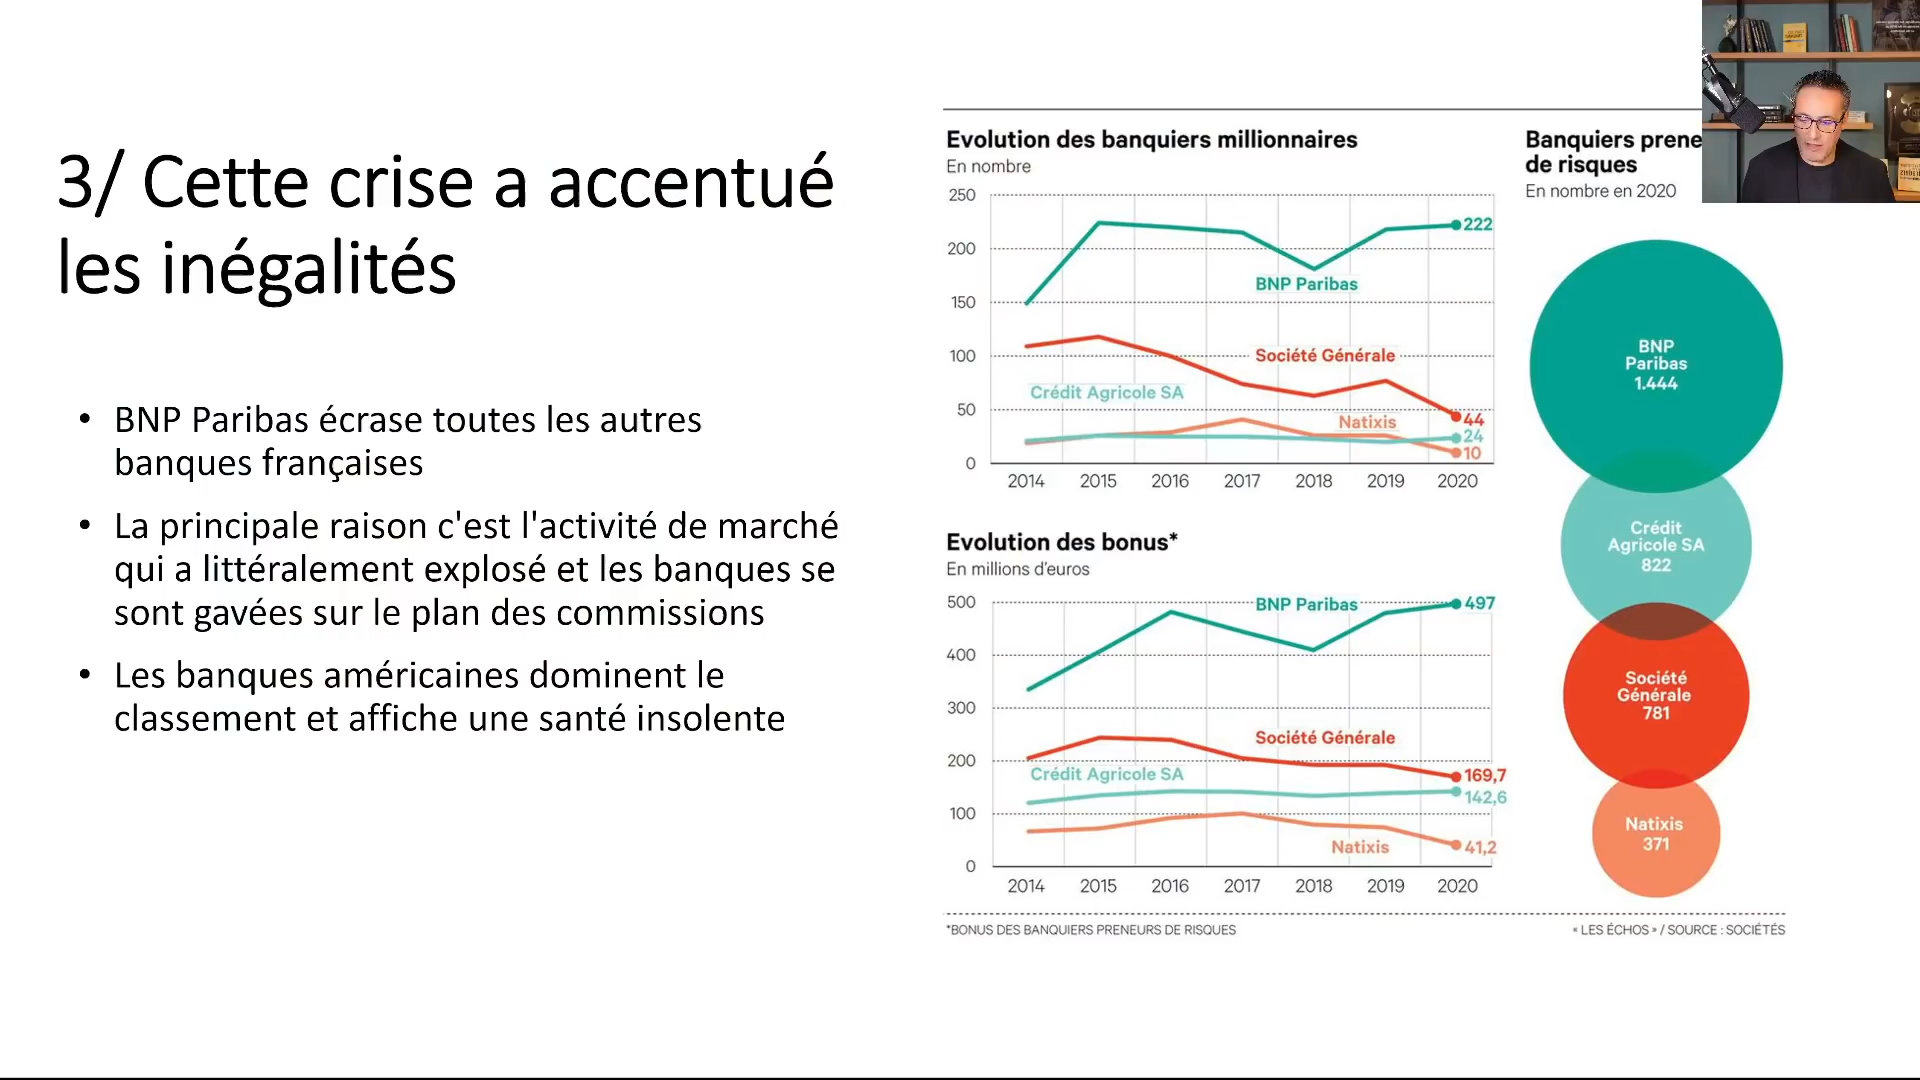 3/ Cette crise a accentué
les inégalités
• BNP Paribas écrase toutes les autres
banques françaises
• La principale raison c'est l'activité de marché
qui a littéralement explosé et les banques se
sont gavées sur le plan des commissions
• Les banques américaines dominent le
classement et affiche une santé insolente
Evolution des banquiers millionnaires
En nombre
250
200
150
100
50
0
222
BNP Paribas
Société Générale
Crédit Agricole SA
Natixis
44
24
10
2014 2015 2016 2017 2018 2019 2020
Evolution des bonus*
En millions d'euros
500
400
300
200
100
0
BNP Paribas
497
Société Générale
Crédit Agricole SA
169,7
142,6
Natixis
41,2
2014 2015 2016 2017 2018 2019 2020
Banquiers prene
de risques
En nombre en 2020
BNP
Paribas
1.444
Crédit
Agricole SA
822
Société
Générale
781
Natixis
371
*BONUS DES BANQUIERS PRENEURS DE RISQUES
« LES ÉCHOS » / SOURCE : SOCIÉTÉS